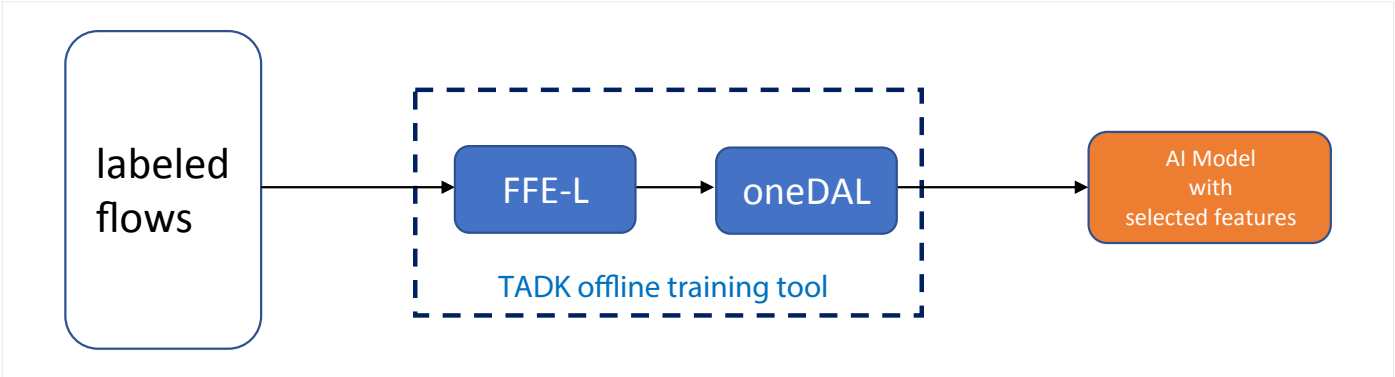 labeled
flows
FFE-L
oneDAL
TADK offline training tool
AI Model
with
selected features